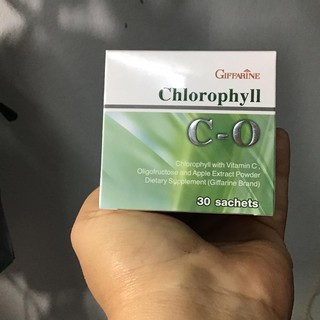 GIFFARINE
Chlorophyll
C-O
Chlorophyll with Vitamin C,
Oligofructose and Apple Extract Powder
Dietary Supplement (Giffarine Brand)
30 sachets